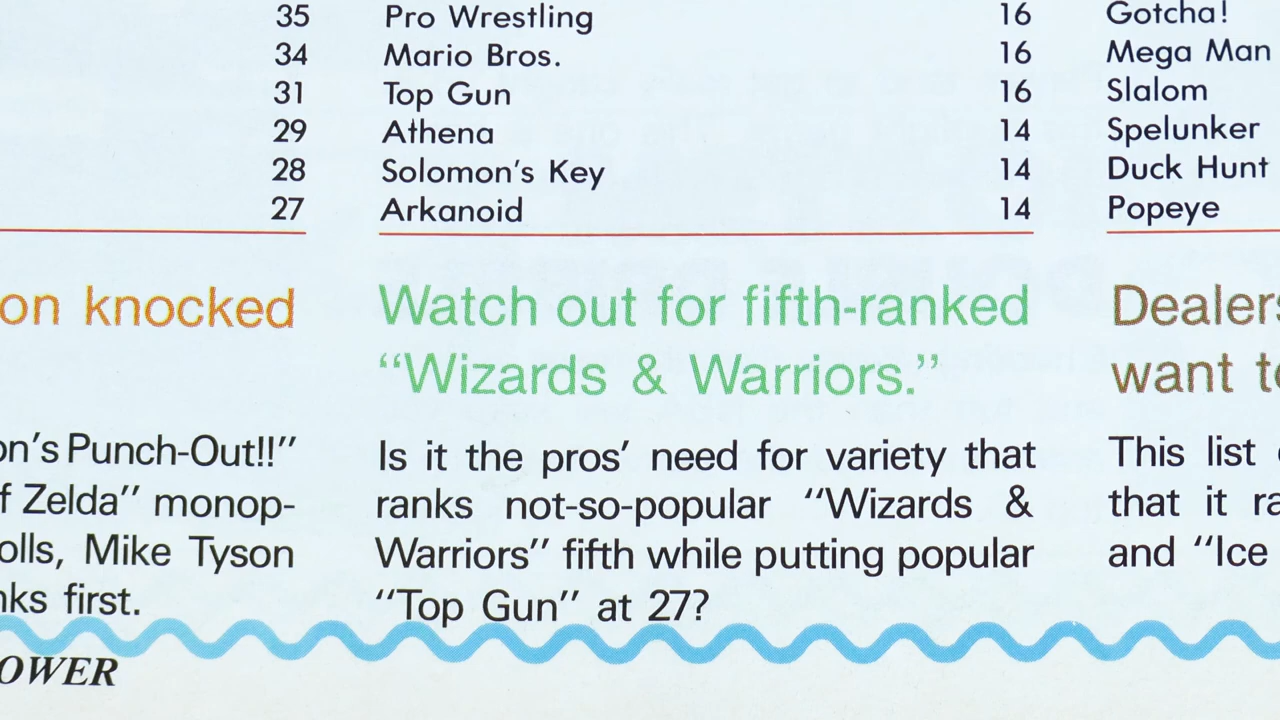 35 Pro Wrestling 16 Gotcha!
34 Mario Bros. 16 Mega Man
31 Top Gun 16 Slalom
29 Athena 14 Spelunker
28 Solomon's Key 14 Duck Hunt
27 Arkanoid 14 Popeye
on knocked
on's Punch-Out!!"
f Zelda" monop-
olls, Mike Tyson
nks first.
Watch out for fifth-ranked
"Wizards & Warriors."
Is it the pros' need for variety that
ranks not-so-popular "Wizards &
Warriors" fifth while putting popular
"Top Gun" at 27?
Dealers
want to
This list
that it ra
and "Ice
OWER